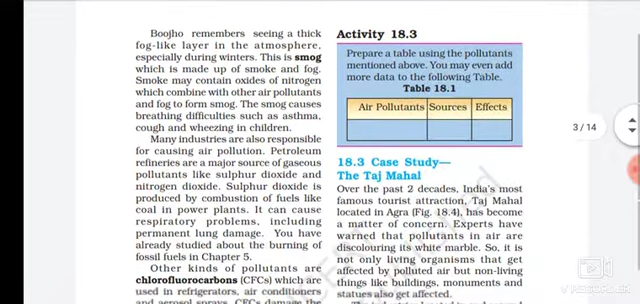 Boojho remembers seeing a thick
fog-like layer in the atmosphere,
especially during winters. This is smog
which is made up of smoke and fog.
Smoke may contain oxides of nitrogen
which combine with other air pollutants
and fog to form smog. The smog causes
breathing difficulties such as asthma,
cough and wheezing in children.
Many industries are also responsible
for causing air pollution. Petroleum
refineries are a major source of gaseous
pollutants like sulphur dioxide and
nitrogen dioxide. Sulphur dioxide is
produced by combustion of fuels like
coal in power plants. It can cause
respiratory problems, including
permanent lung damage. You have
already studied about the burning of
fossil fuels in Chapter 5.
Other kinds of pollutants are
chlorofluorocarbons (CFCs) which are
used in refrigerators, air conditioners
and aerosol sprays. CFCs damage the
Activity 18.3
Prepare a table using the pollutants
mentioned above. You may even add
more data to the following Table.
Table 18.1
Air Pollutants Sources Effects
18.3 Case Study—
The Taj Mahal
Over the past 2 decades, India's most
famous tourist attraction, Taj Mahal
located in Agra (Fig. 18.4), has become
a matter of concern. Experts have
warned that pollutants in air are
discolouring its white marble. So, it is
not only living organisms that get
affected by polluted air but non-living
things like buildings, monuments and
statues also get affected.
3 / 14